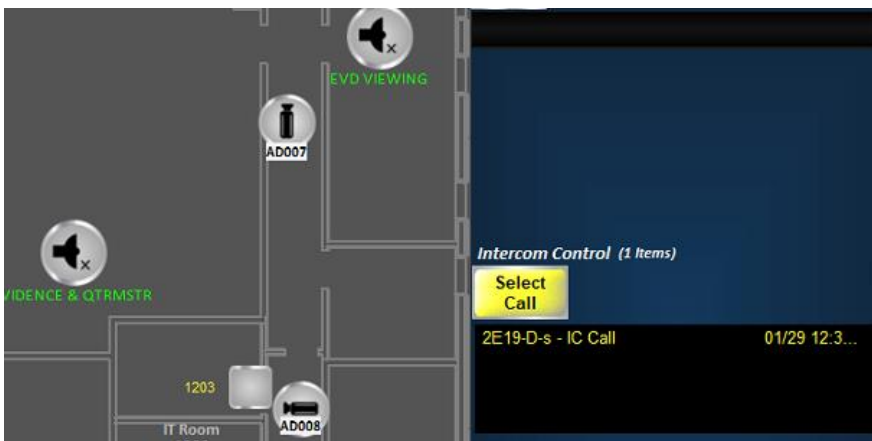 EVD VIEWING
AD007
VIDENCE & QTRMSTR
1203
IT Room
AD008
Intercom Control (1 Items)
Select
Call
2E19-D-s - IC Call 01/29 12:3...